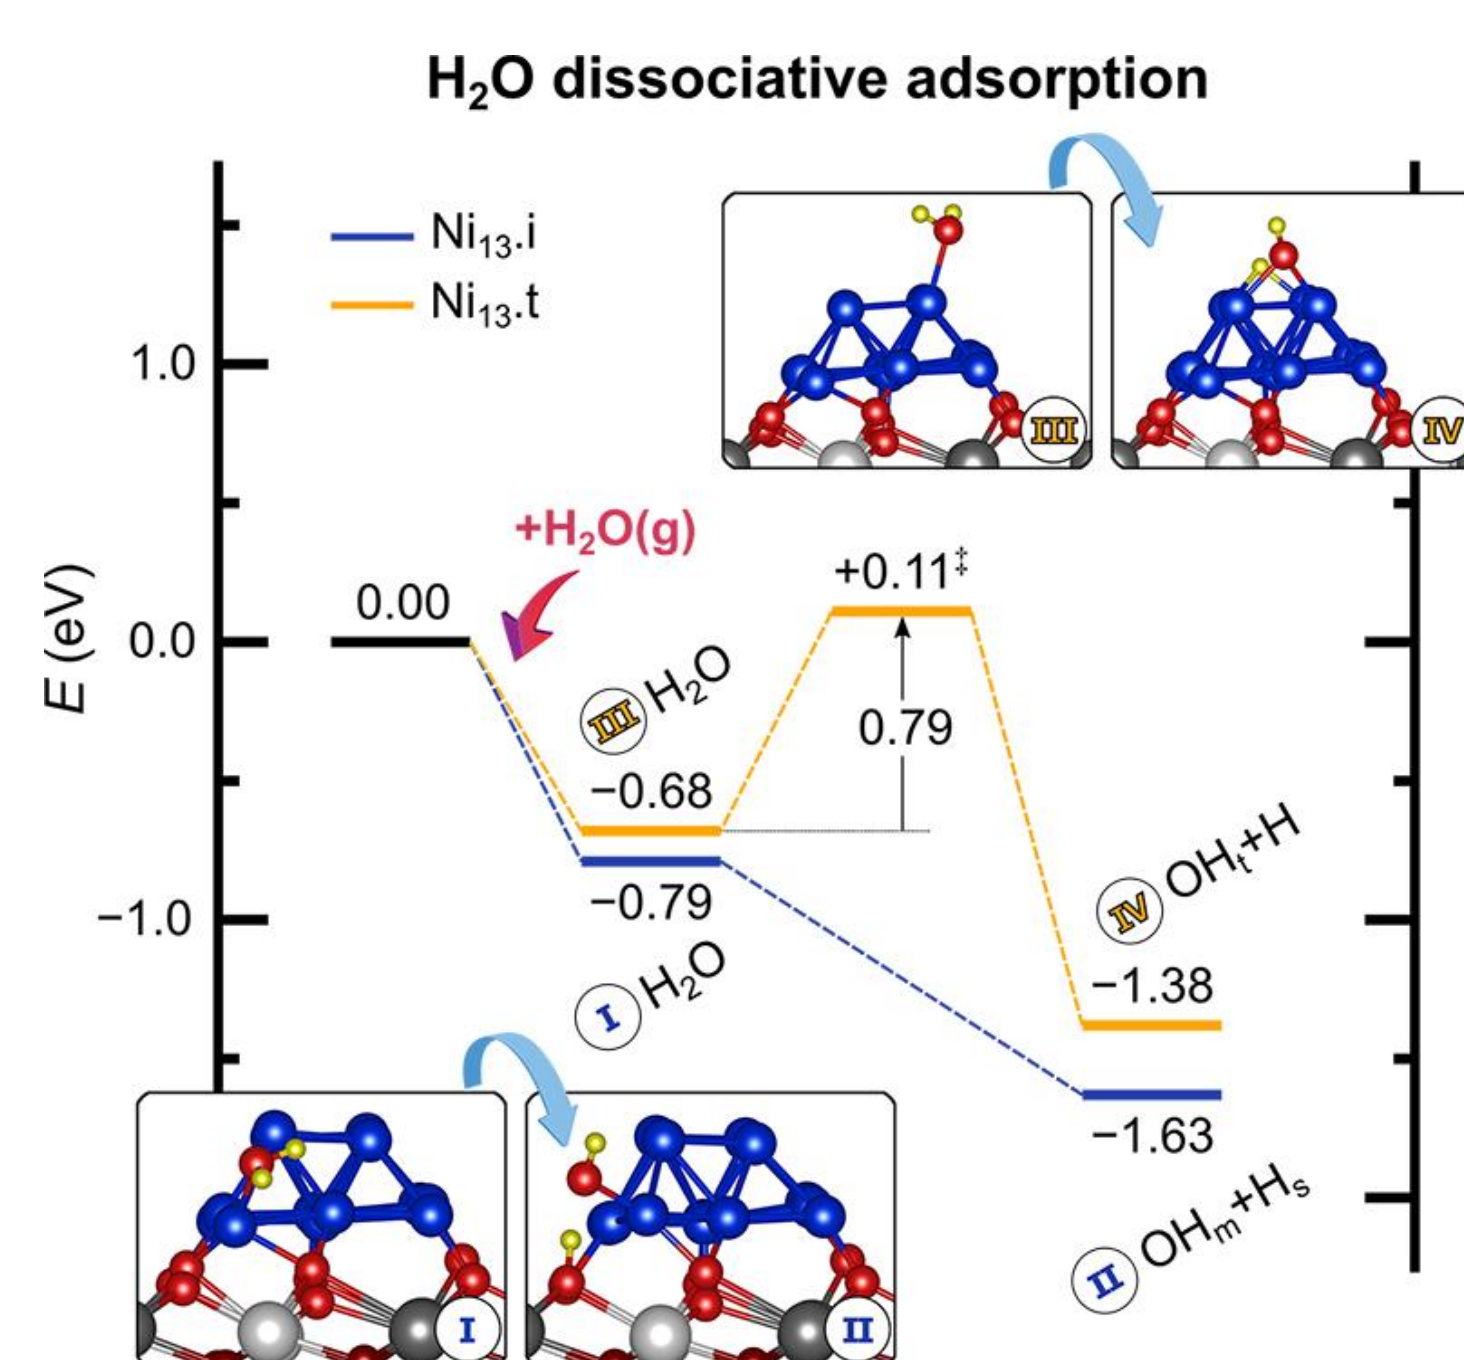 H₂O dissociative adsorption
Ni₁₃.i
Ni₁₃.t
1.0
III
IV
+H₂O(g)
+0.11‡
0.00
0.0
E (eV)
III H₂O
0.79
−0.68
−1.0
−0.79
IV OHₜ+H
I H₂O
−1.38
−1.63
II OHₘ+Hₛ
I
II